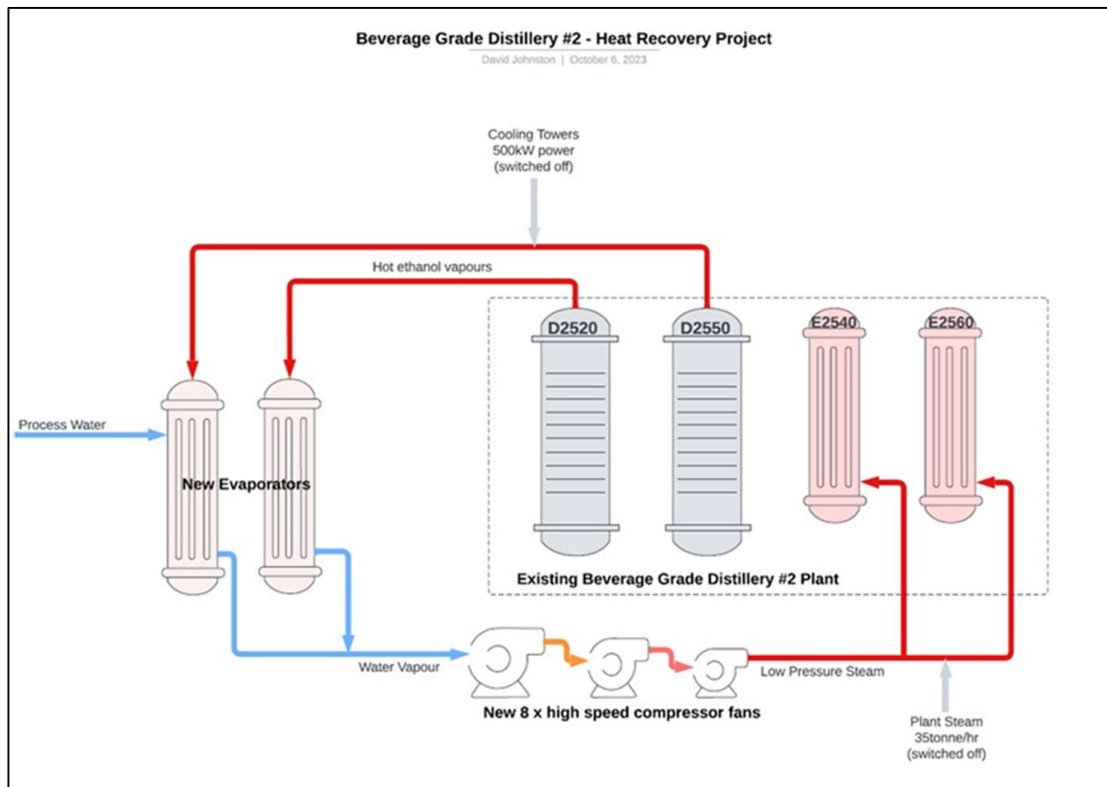 Beverage Grade Distillery #2 - Heat Recovery Project
David Johnston | October 6, 2023
Cooling Towers
500kW power
(switched off)
Hot ethanol vapours
D2520
D2550
E2540
E2560
Process Water
New Evaporators
Existing Beverage Grade Distillery #2 Plant
Water Vapour
Low Pressure Steam
New 8 x high speed compressor fans
Plant Steam
35tonne/hr
(switched off)